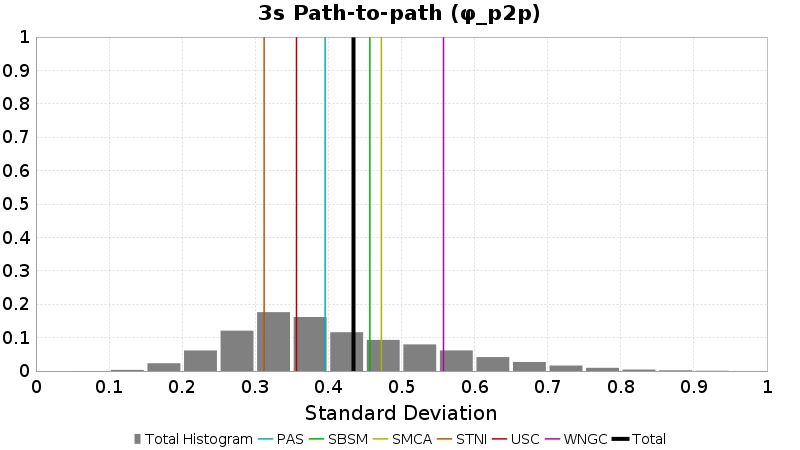 3s Path-to-path (φ_p2p)
1
0.9
0.8
0.7
0.6
0.5
0.4
0.3
0.2
0.1
0
0 0.1 0.2 0.3 0.4 0.5 0.6 0.7 0.8 0.9 1
Standard Deviation
Total Histogram PAS SBSM SMCA STNI USC WNGC Total